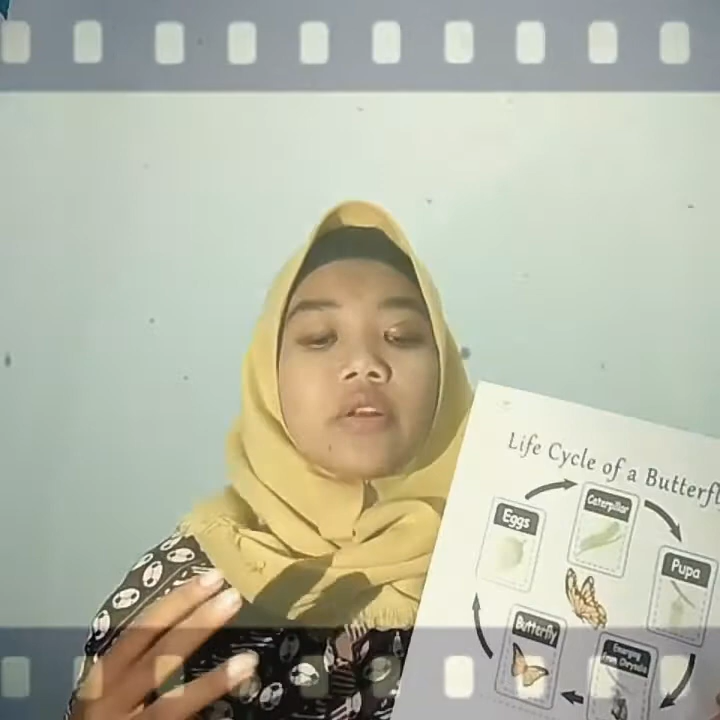 Life Cycle of a Butterfl
Eggs
Caterpillar
Pupa
Emerging
from Chrysalis
Butterfly